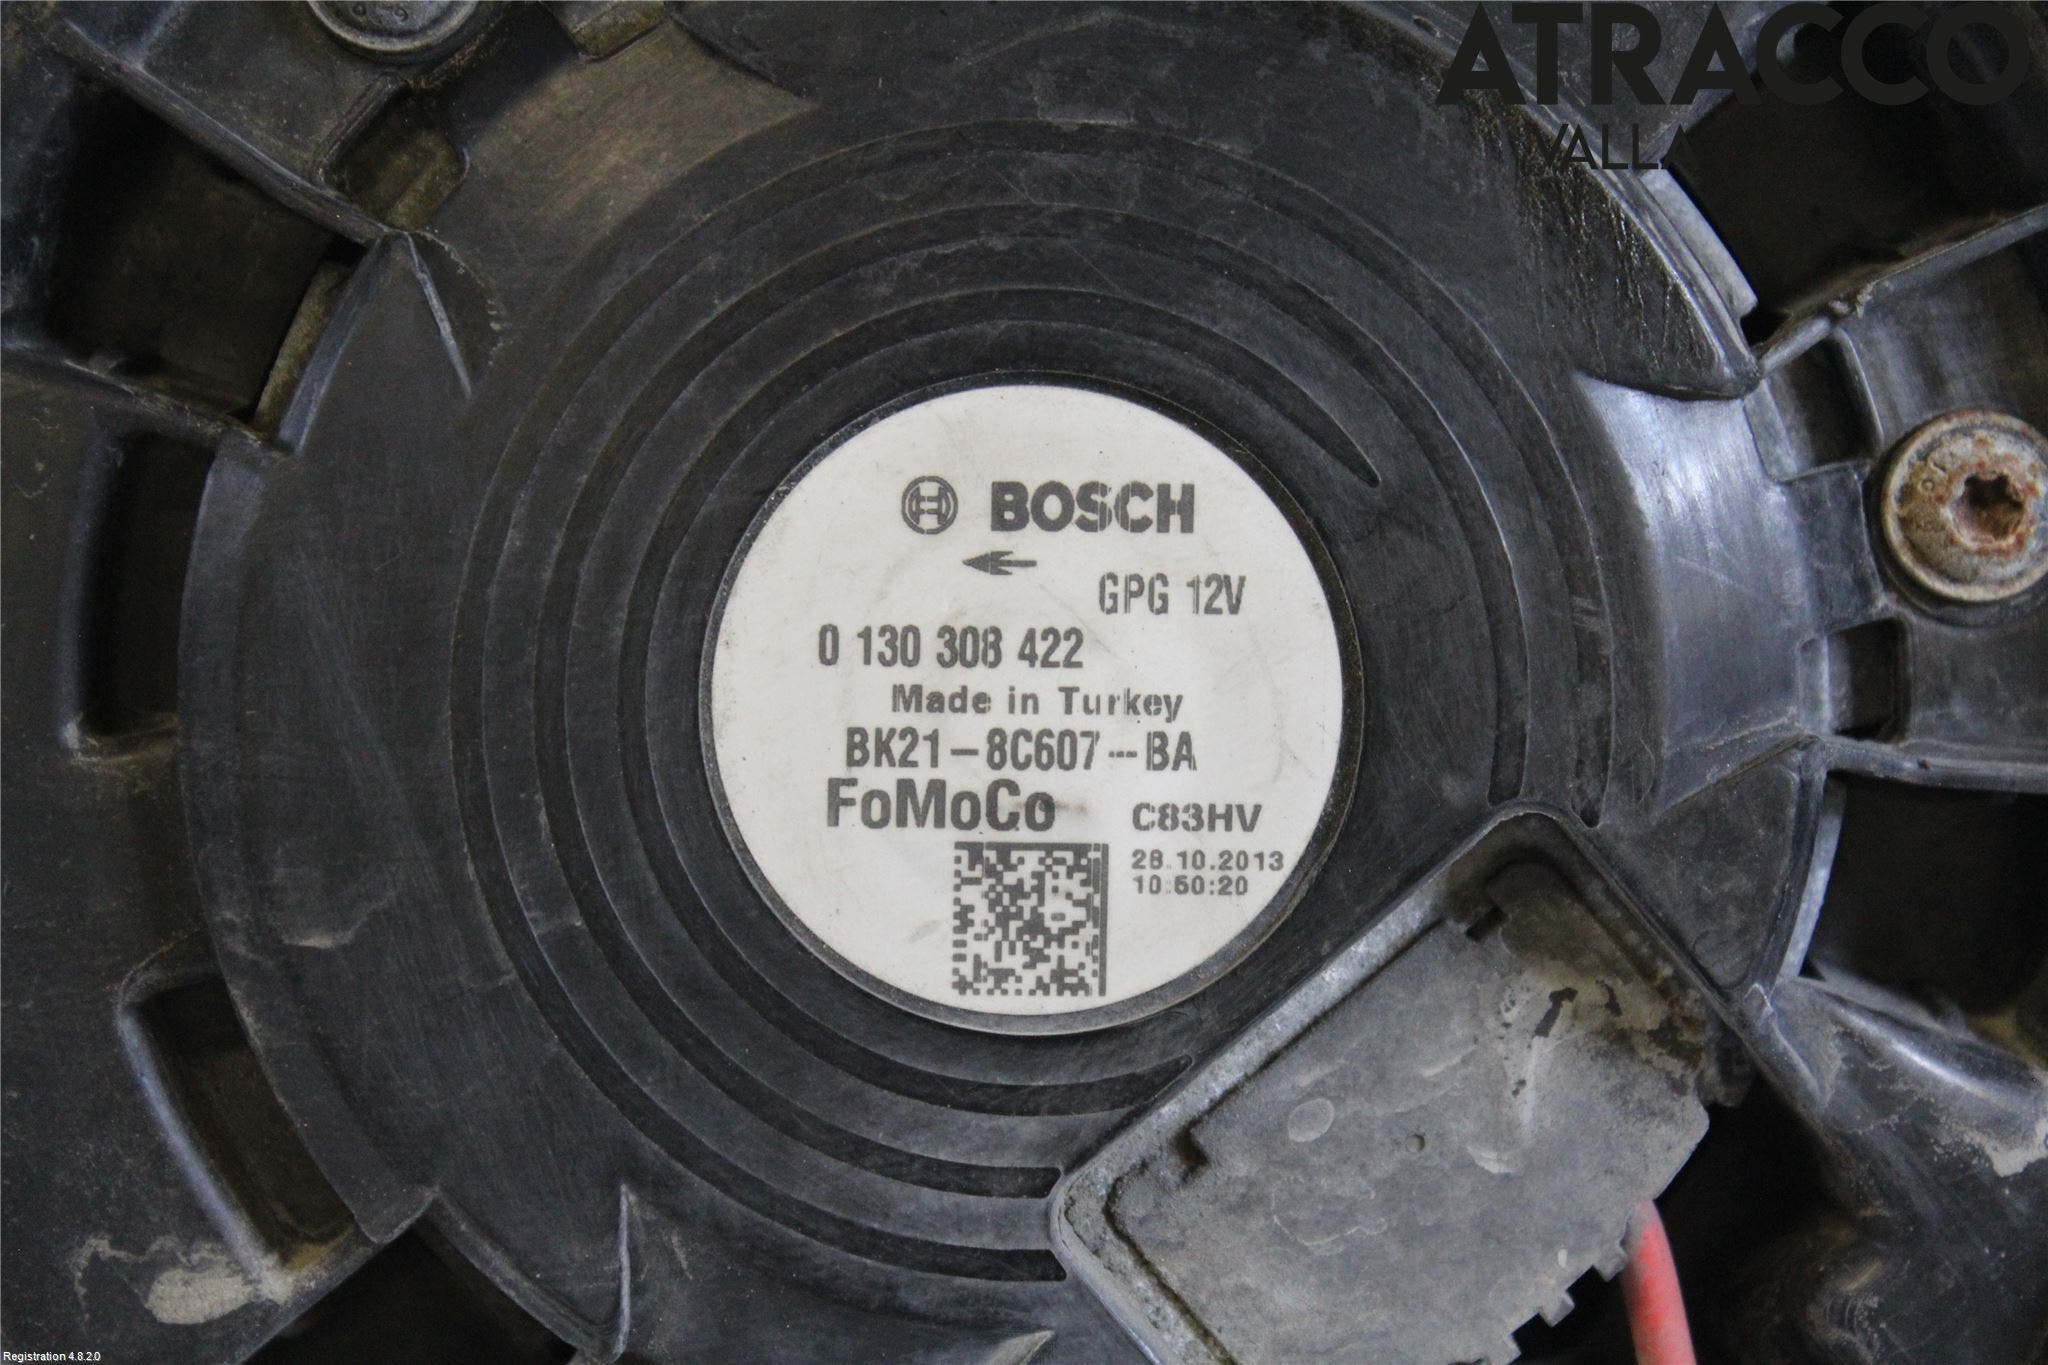 ATRACCO
VALLA
BOSCH
GPG 12V
0 130 308 422
Made in Turkey
BK21-8C607--BA
FoMoCo
C83HV
28.10.2013
10:50:20
Registration 4.8.2.0